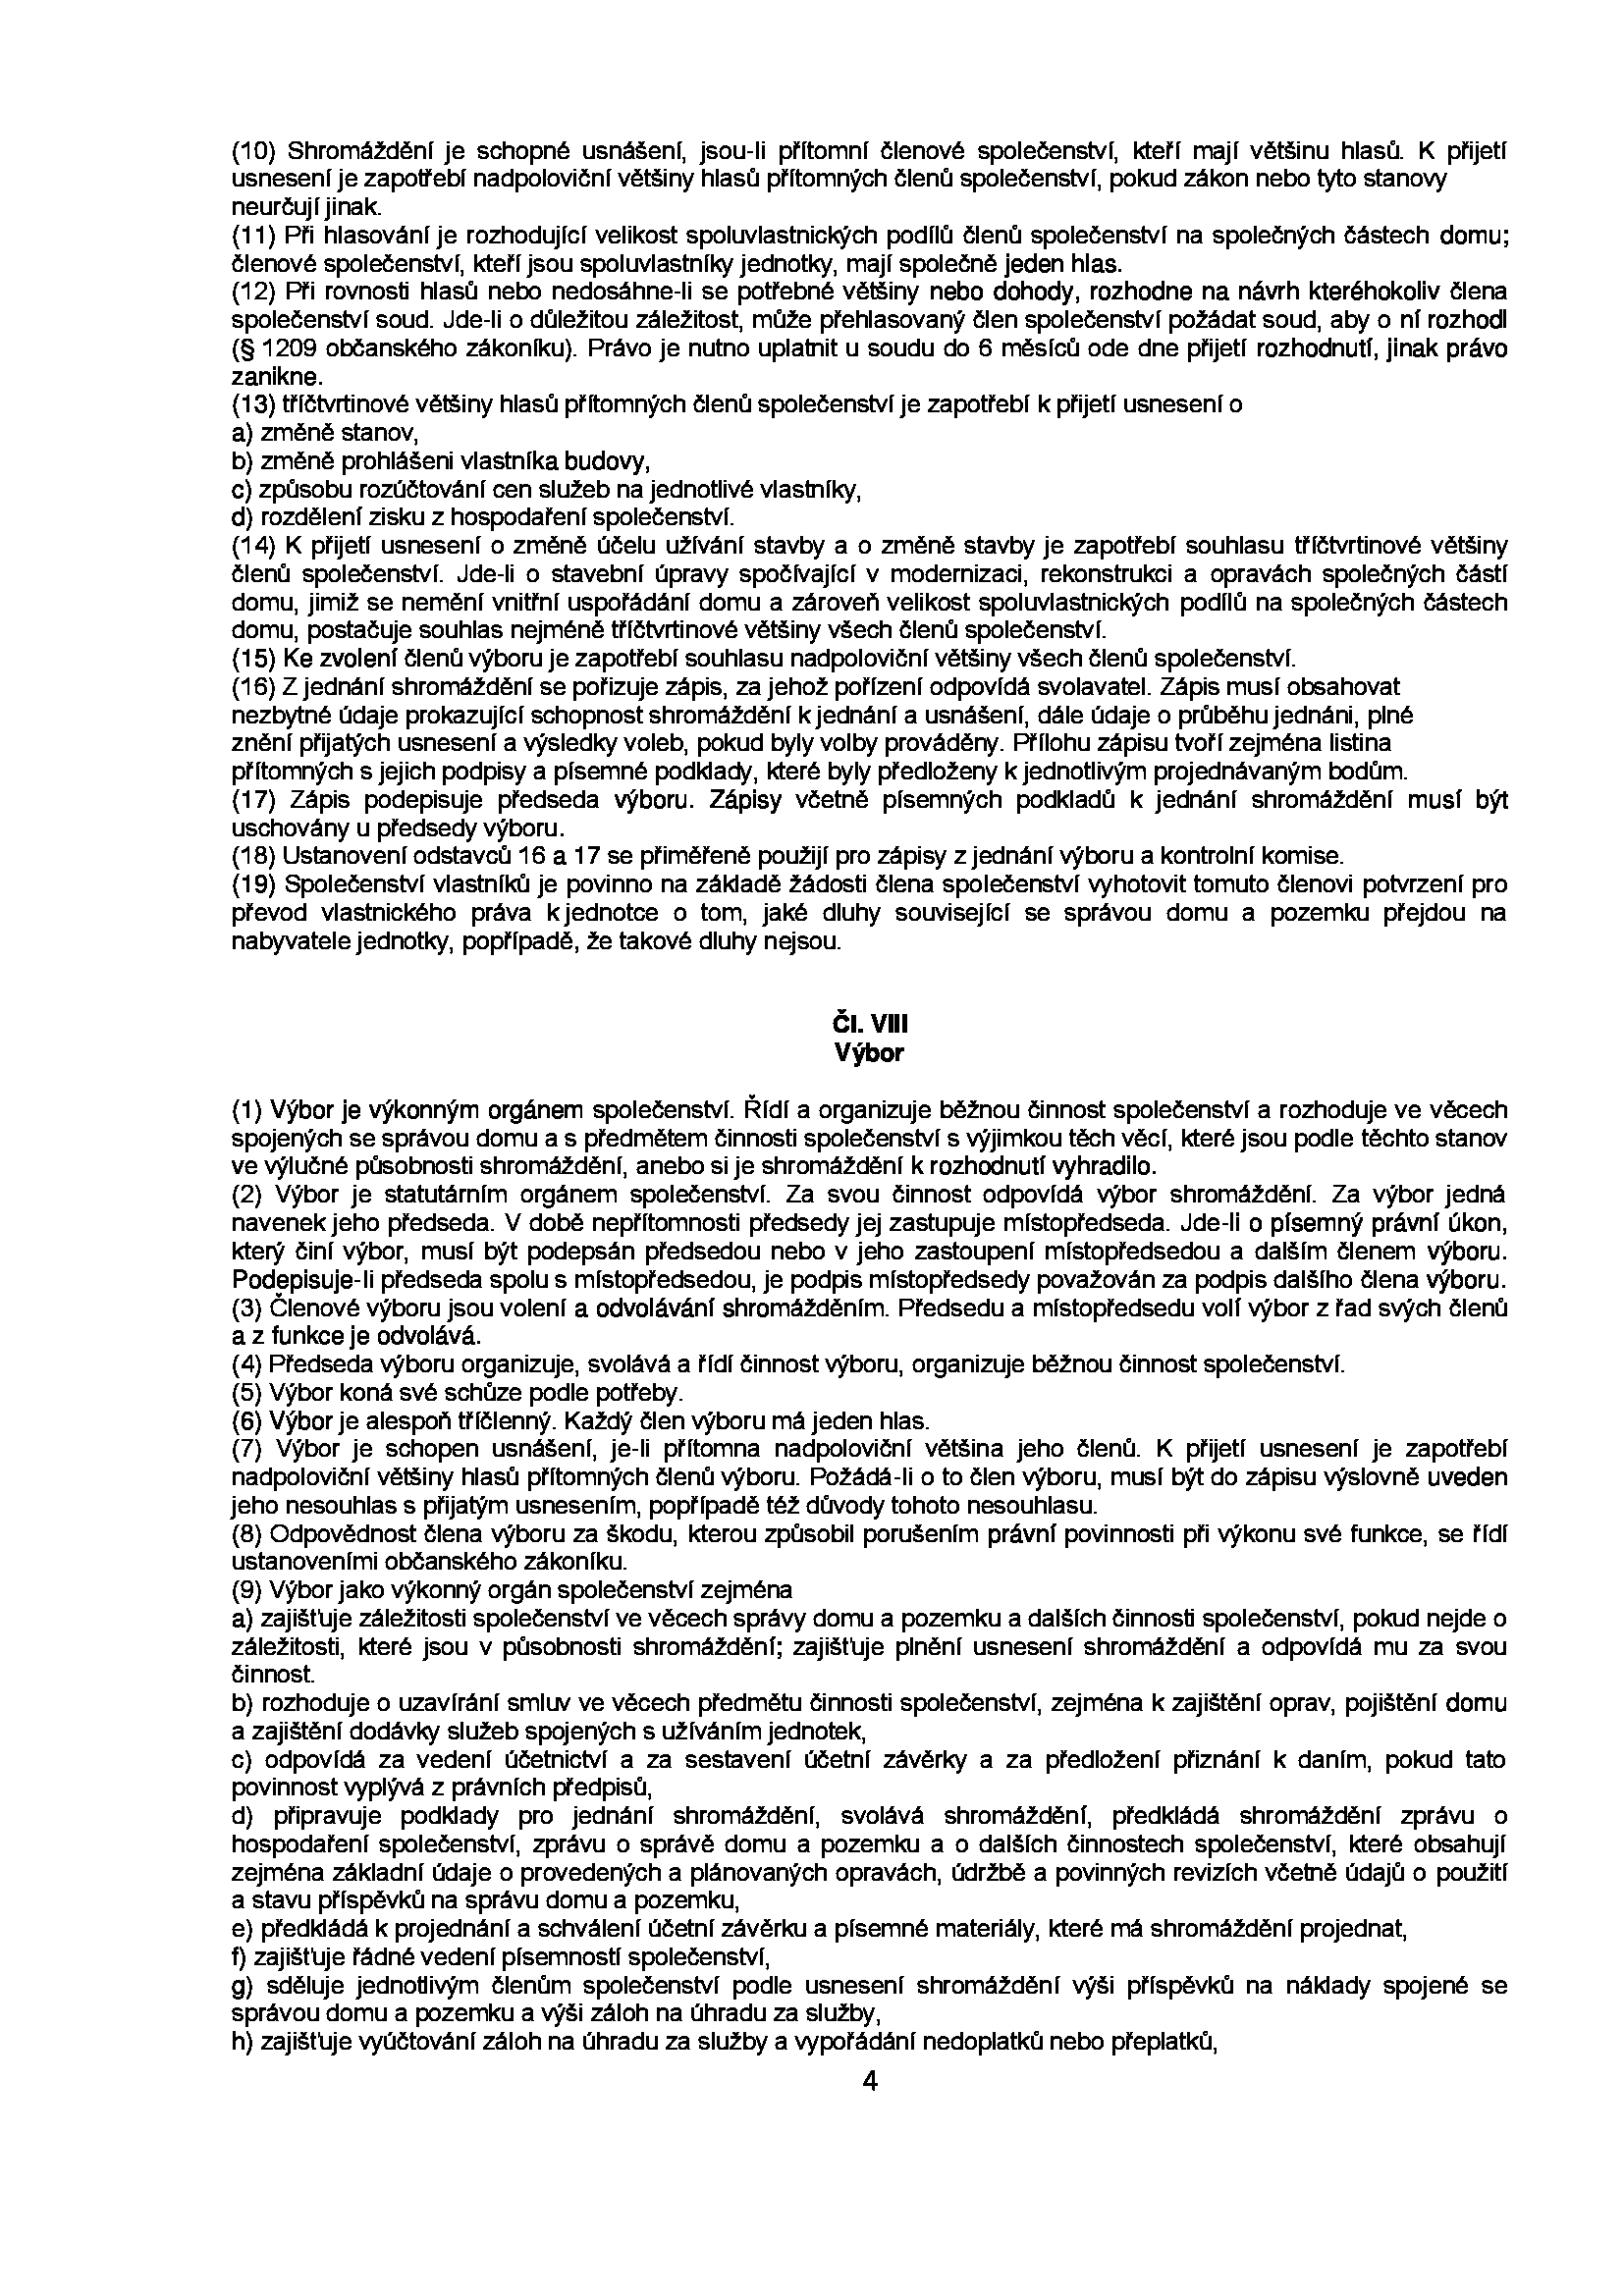 (10) Shromáždění je schopné usnášení, jsou-li přítomní členové společenství, kteří mají většinu hlasů. K přijetí
usnesení je zapotřebí nadpoloviční většiny hlasů přítomných členů společenství, pokud zákon nebo tyto stanovy
neurčují jinak.
(11) Při hlasování je rozhodující velikost spoluvlastnických podílů členů společenství na společných částech domu;
členové společenství, kteří jsou spoluvlastníky jednotky, mají společně jeden hlas.
(12) Při rovnosti hlasů nebo nedosáhne-li se potřebné většiny nebo dohody, rozhodne na návrh kteréhokoliv člena
společenství soud. Jde-li o důležitou záležitost, může přehlasovaný člen společenství požádat soud, aby o ní rozhodl
(§ 1209 občanského zákoníku). Právo je nutno uplatnit u soudu do 6 měsíců ode dne přijetí rozhodnutí, jinak právo
zanikne.
(13) tříčtvrtinové většiny hlasů přítomných členů společenství je zapotřebí k přijetí usnesení o
a) změně stanov,
b) změně prohlášeni vlastníka budovy,
c) způsobu rozúčtování cen služeb na jednotlivé vlastníky,
d) rozdělení zisku z hospodaření společenství.
(14) K přijetí usnesení o změně účelu užívání stavby a o změně stavby je zapotřebí souhlasu tříčtvrtinové většiny
členů společenství. Jde-li o stavební úpravy spočívající v modernizaci, rekonstrukci a opravách společných částí
domu, jimiž se nemění vnitřní uspořádání domu a zároveň velikost spoluvlastnických podílů na společných částech
domu, postačuje souhlas nejméně tříčtvrtinové většiny všech členů společenství.
(15) Ke zvolení členů výboru je zapotřebí souhlasu nadpoloviční většiny všech členů společenství.
(16) Z jednání shromáždění se pořizuje zápis, za jehož pořízení odpovídá svolavatel. Zápis musí obsahovat
nezbytné údaje prokazující schopnost shromáždění k jednání a usnášení, dále údaje o průběhu jednáni, plné
znění přijatých usnesení a výsledky voleb, pokud byly volby prováděny. Přílohu zápisu tvoří zejména listina
přítomných s jejich podpisy a písemné podklady, které byly předloženy k jednotlivým projednávaným bodům.
(17) Zápis podepisuje předseda výboru. Zápisy včetně písemných podkladů k jednání shromáždění musí být
uschovány u předsedy výboru.
(18) Ustanovení odstavců 16 a 17 se přiměřeně použijí pro zápisy z jednání výboru a kontrolní komise.
(19) Společenství vlastníků je povinno na základě žádosti člena společenství vyhotovit tomuto členovi potvrzení pro
převod vlastnického práva k jednotce o tom, jaké dluhy související se správou domu a pozemku přejdou na
nabyvatele jednotky, popřípadě, že takové dluhy nejsou.
Čl. VIII
Výbor
(1) Výbor je výkonným orgánem společenství. Řídí a organizuje běžnou činnost společenství a rozhoduje ve věcech
spojených se správou domu a s předmětem činnosti společenství s výjimkou těch věcí, které jsou podle těchto stanov
ve výlučné působnosti shromáždění, anebo si je shromáždění k rozhodnutí vyhradilo.
(2) Výbor je statutárním orgánem společenství. Za svou činnost odpovídá výbor shromáždění. Za výbor jedná
navenek jeho předseda. V době nepřítomnosti předsedy jej zastupuje místopředseda. Jde-li o písemný právní úkon,
který činí výbor, musí být podepsán předsedou nebo v jeho zastoupení místopředsedou a dalším členem výboru.
Podepisuje-li předseda spolu s místopředsedou, je podpis místopředsedy považován za podpis dalšího člena výboru.
(3) Členové výboru jsou volení a odvolávání shromážděním. Předsedu a místopředsedu volí výbor z řad svých členů
a z funkce je odvolává.
(4) Předseda výboru organizuje, svolává a řídí činnost výboru, organizuje běžnou činnost společenství.
(5) Výbor koná své schůze podle potřeby.
(6) Výbor je alespoň tříčlenný. Každý člen výboru má jeden hlas.
(7) Výbor je schopen usnášení, je-li přítomna nadpoloviční většina jeho členů. K přijetí usnesení je zapotřebí
nadpoloviční většiny hlasů přítomných členů výboru. Požádá-li o to člen výboru, musí být do zápisu výslovně uveden
jeho nesouhlas s přijatým usnesením, popřípadě též důvody tohoto nesouhlasu.
(8) Odpovědnost člena výboru za škodu, kterou způsobil porušením právní povinnosti při výkonu své funkce, se řídí
ustanoveními občanského zákoníku.
(9) Výbor jako výkonný orgán společenství zejména
a) zajišťuje záležitosti společenství ve věcech správy domu a pozemku a dalších činnosti společenství, pokud nejde o
záležitosti, které jsou v působnosti shromáždění; zajišťuje plnění usnesení shromáždění a odpovídá mu za svou
činnost.
b) rozhoduje o uzavírání smluv ve věcech předmětu činnosti společenství, zejména k zajištění oprav, pojištění domu
a zajištění dodávky služeb spojených s užíváním jednotek,
c) odpovídá za vedení účetnictví a za sestavení účetní závěrky a za předložení přiznání k daním, pokud tato
povinnost vyplývá z právních předpisů,
d) připravuje podklady pro jednání shromáždění, svolává shromáždění, předkládá shromáždění zprávu o
hospodaření společenství, zprávu o správě domu a pozemku a o dalších činnostech společenství, které obsahují
zejména základní údaje o provedených a plánovaných opravách, údržbě a povinných revizích včetně údajů o použití
a stavu příspěvků na správu domu a pozemku,
e) předkládá k projednání a schválení účetní závěrku a písemné materiály, které má shromáždění projednat,
f) zajišťuje řádné vedení písemností společenství,
g) sděluje jednotlivým členům společenství podle usnesení shromáždění výši příspěvků na náklady spojené se
správou domu a pozemku a výši záloh na úhradu za služby,
h) zajišťuje vyúčtování záloh na úhradu za služby a vypořádání nedoplatků nebo přeplatků,
4